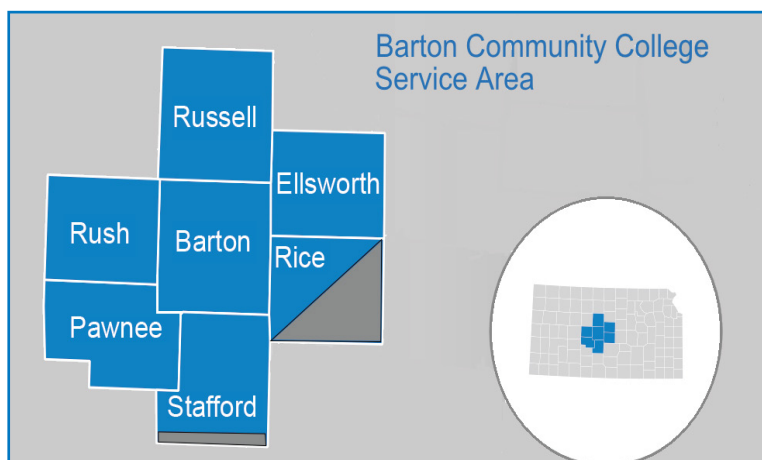 Barton Community College
Service Area
Russell
Ellsworth
Rush
Barton
Rice
Pawnee
Stafford